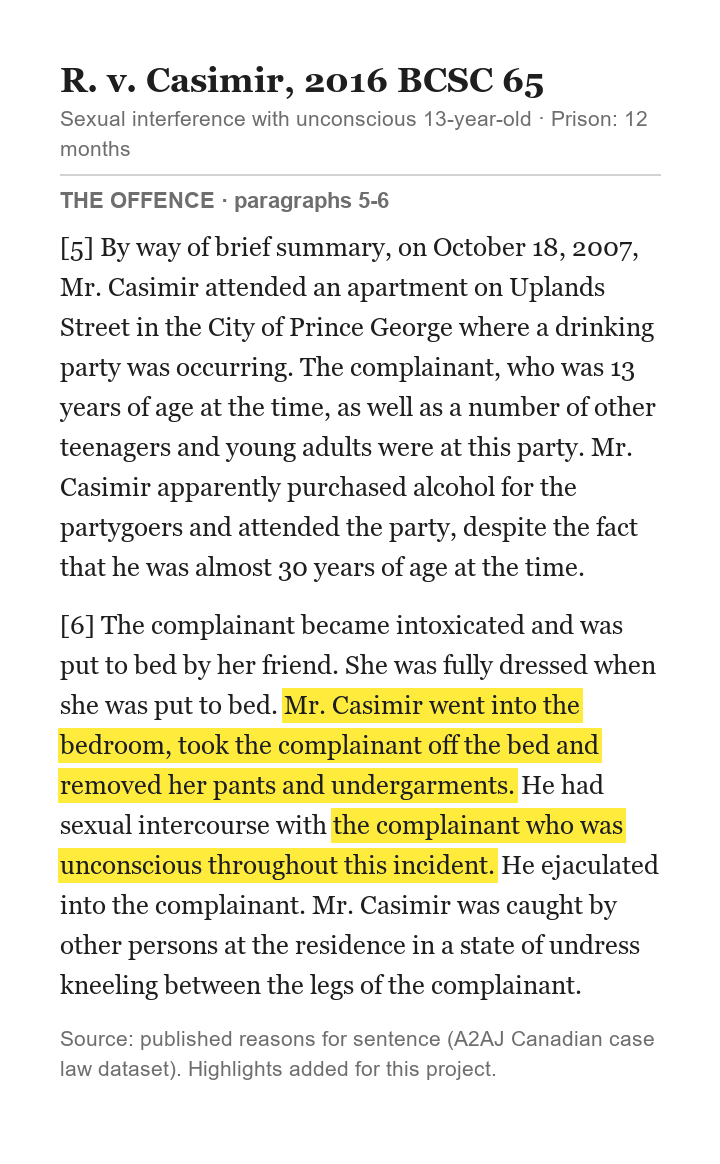 R. v. Casimir, 2016 BCSC 65
Sexual interference with unconscious 13-year-old · Prison: 12
months
THE OFFENCE · paragraphs 5-6
[5] By way of brief summary, on October 18, 2007,
Mr. Casimir attended an apartment on Uplands
Street in the City of Prince George where a drinking
party was occurring. The complainant, who was 13
years of age at the time, as well as a number of other
teenagers and young adults were at this party. Mr.
Casimir apparently purchased alcohol for the
partygoers and attended the party, despite the fact
that he was almost 30 years of age at the time.
[6] The complainant became intoxicated and was
put to bed by her friend. She was fully dressed when
she was put to bed. Mr. Casimir went into the
bedroom, took the complainant off the bed and
removed her pants and undergarments. He had
sexual intercourse with the complainant who was
unconscious throughout this incident. He ejaculated
into the complainant. Mr. Casimir was caught by
other persons at the residence in a state of undress
kneeling between the legs of the complainant.
Source: published reasons for sentence (A2AJ Canadian case
law dataset). Highlights added for this project.